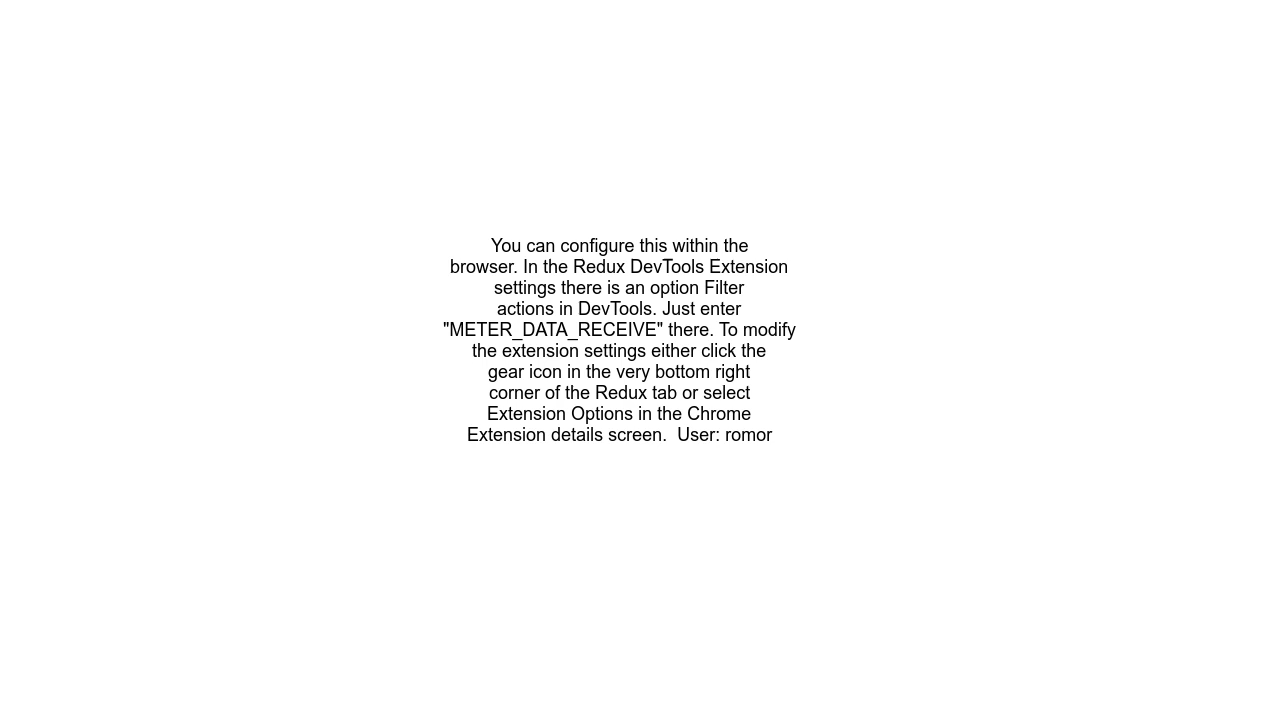 You can configure this within the
browser. In the Redux DevTools Extension
settings there is an option Filter
actions in DevTools. Just enter
"METER_DATA_RECEIVE" there. To modify
the extension settings either click the
gear icon in the very bottom right
corner of the Redux tab or select
Extension Options in the Chrome
Extension details screen.  User: romor